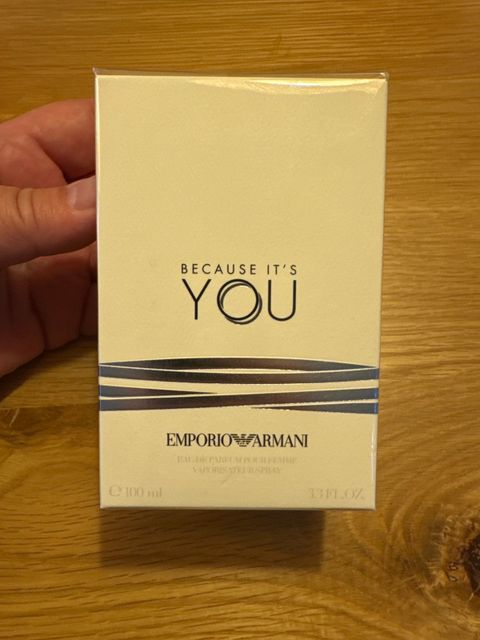 BECAUSE IT'S
YOU
EMPORIO ARMANI
EAU DE PARFUM POUR FEMME
VAPORISATEUR SPRAY
℮ 100 ml 3.3 FL.OZ.